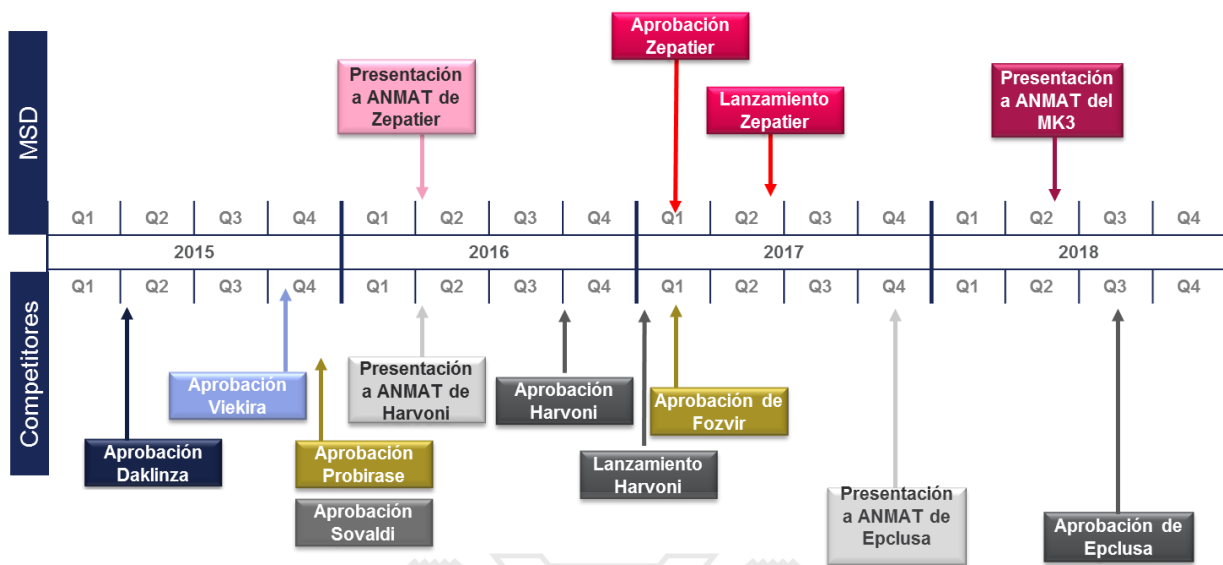 MSD
Aprobación
Zepatier
Presentación
a ANMAT de
Zepatier
Lanzamiento
Zepatier
Presentación
a ANMAT del
MK3
Q1 Q2 Q3 Q4 Q1 Q2 Q3 Q4 Q1 Q2 Q3 Q4 Q1 Q2 Q3 Q4
2015 2016 2017 2018
Q1 Q2 Q3 Q4 Q1 Q2 Q3 Q4 Q1 Q2 Q3 Q4 Q1 Q2 Q3 Q4
Competitores
Aprobación
Viekira
Presentación
a ANMAT de
Harvoni
Aprobación
Harvoni
Aprobación de
Fozvir
Aprobación
Daklinza
Aprobación
Probirase
Lanzamiento
Harvoni
Aprobación
Sovaldi
Presentación
a ANMAT de
Epclusa
Aprobación de
Epclusa